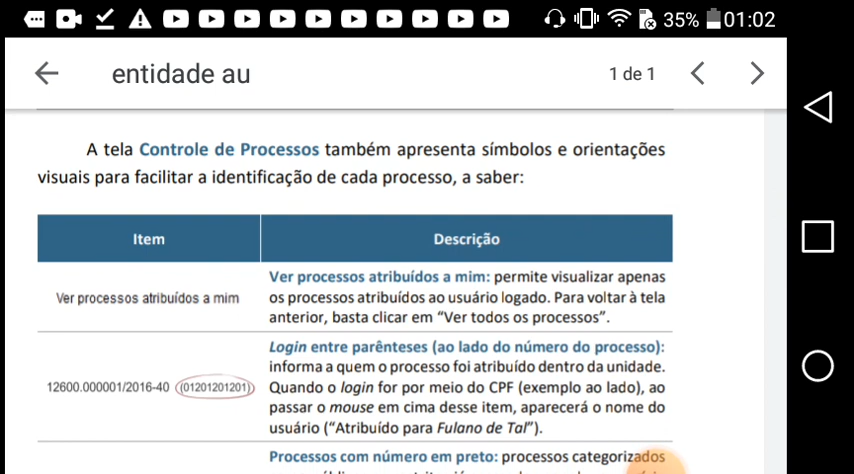 35% 01:02
entidade au 1 de 1
A tela Controle de Processos também apresenta símbolos e orientações
visuais para facilitar a identificação de cada processo, a saber:
Item Descrição
Ver processos atribuídos a mim
Ver processos atribuídos a mim: permite visualizar apenas
os processos atribuídos ao usuário logado. Para voltar à tela
anterior, basta clicar em “Ver todos os processos”.
12600.000001/2016-40 (01201201201)
Login entre parênteses (ao lado do número do processo):
informa a quem o processo foi atribuído dentro da unidade.
Quando o login for por meio do CPF (exemplo ao lado), ao
passar o mouse em cima desse item, aparecerá o nome do
usuário (“Atribuído para Fulano de Tal”).
Processos com número em preto: processos categorizados